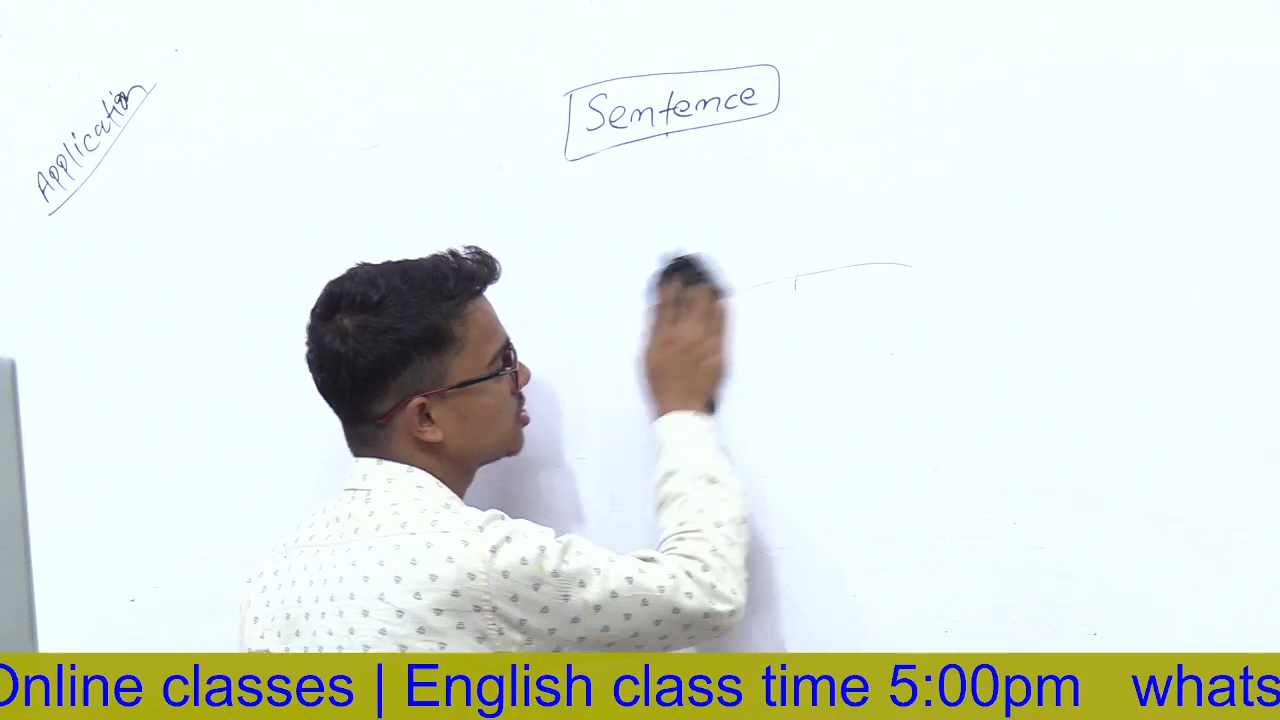 Application
Sentence
Online classes | English class time 5:00pm whats